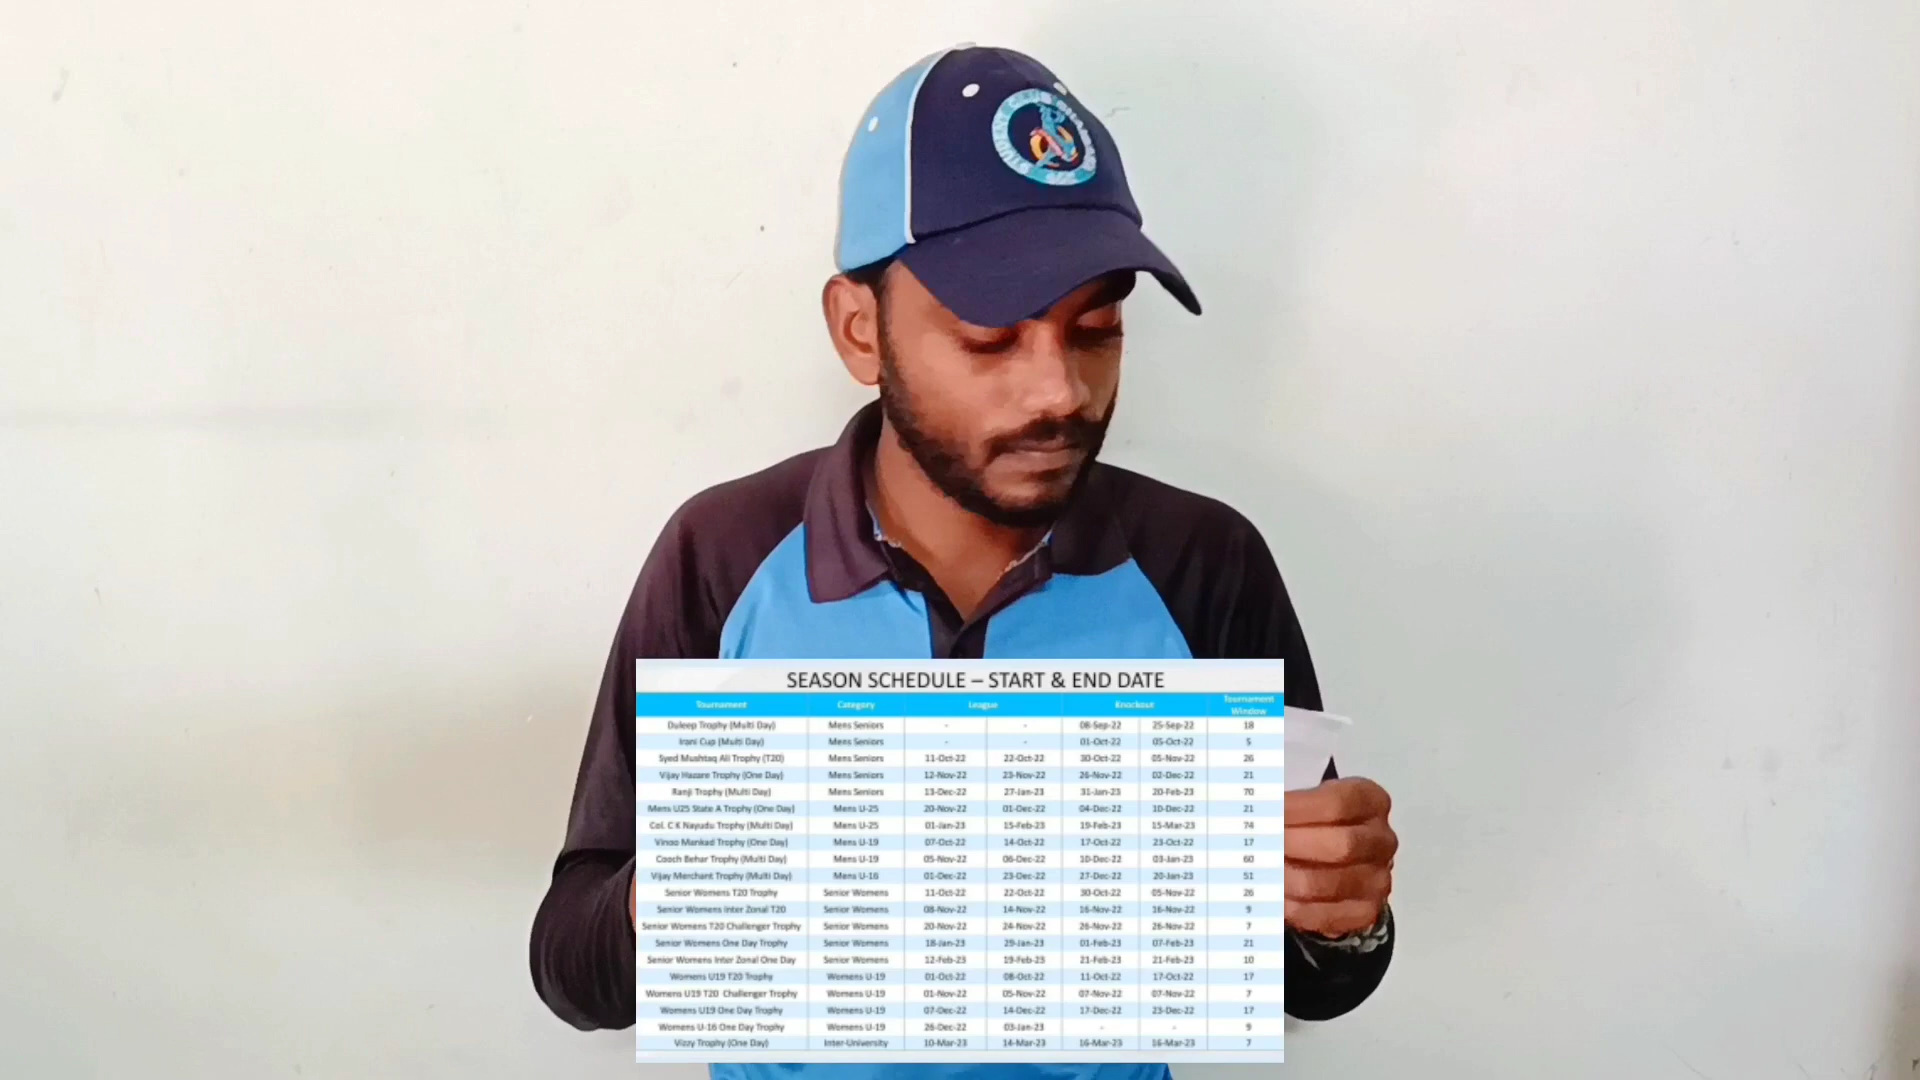 SEASON SCHEDULE – START & END DATE
Tournament Category League Knockout Tournament Window
Duleep Trophy (Multi Day) Mens Seniors - - 08-Sep-22 25-Sep-22 18
Irani Cup (Multi Day) Mens Seniors - - 01-Oct-22 05-Oct-22 5
Syed Mushtaq Ali Trophy (T20) Mens Seniors 11-Oct-22 22-Oct-22 30-Oct-22 05-Nov-22 26
Vijay Hazare Trophy (One Day) Mens Seniors 12-Nov-22 23-Nov-22 26-Nov-22 02-Dec-22 21
Ranji Trophy (Multi Day) Mens Seniors 13-Dec-22 27-Jan-23 31-Jan-23 20-Feb-23 70
Mens U25 State A Trophy (One Day) Mens U-25 20-Nov-22 01-Dec-22 04-Dec-22 10-Dec-22 21
Col. C K Nayudu Trophy (Multi Day) Mens U-25 01-Jan-23 15-Feb-23 19-Feb-23 15-Mar-23 74
Vinoo Mankad Trophy (One Day) Mens U-19 07-Oct-22 14-Oct-22 17-Oct-22 23-Oct-22 17
Cooch Behar Trophy (Multi Day) Mens U-19 05-Nov-22 06-Dec-22 10-Dec-22 03-Jan-23 60
Vijay Merchant Trophy (Multi Day) Mens U-16 01-Dec-22 23-Dec-22 27-Dec-22 20-Jan-23 51
Senior Womens T20 Trophy Senior Womens 11-Oct-22 22-Oct-22 30-Oct-22 05-Nov-22 26
Senior Womens Inter Zonal T20 Senior Womens 08-Nov-22 14-Nov-22 16-Nov-22 16-Nov-22 9
Senior Womens T20 Challenger Trophy Senior Womens 20-Nov-22 24-Nov-22 26-Nov-22 26-Nov-22 7
Senior Womens One Day Trophy Senior Womens 18-Jan-23 29-Jan-23 01-Feb-23 07-Feb-23 21
Senior Womens Inter Zonal One Day Senior Womens 12-Feb-23 19-Feb-23 21-Feb-23 21-Feb-23 10
Womens U19 T20 Trophy Womens U-19 01-Oct-22 08-Oct-22 11-Oct-22 17-Oct-22 17
Womens U19 T20 Challenger Trophy Womens U-19 01-Nov-22 05-Nov-22 07-Nov-22 07-Nov-22 7
Womens U19 One Day Trophy Womens U-19 07-Dec-22 14-Dec-22 17-Dec-22 23-Dec-22 17
Womens U-16 One Day Trophy Womens U-19 26-Dec-22 03-Jan-23 - - 9
Vizzy Trophy (One Day) Inter-University 10-Mar-23 14-Mar-23 16-Mar-23 16-Mar-23 7